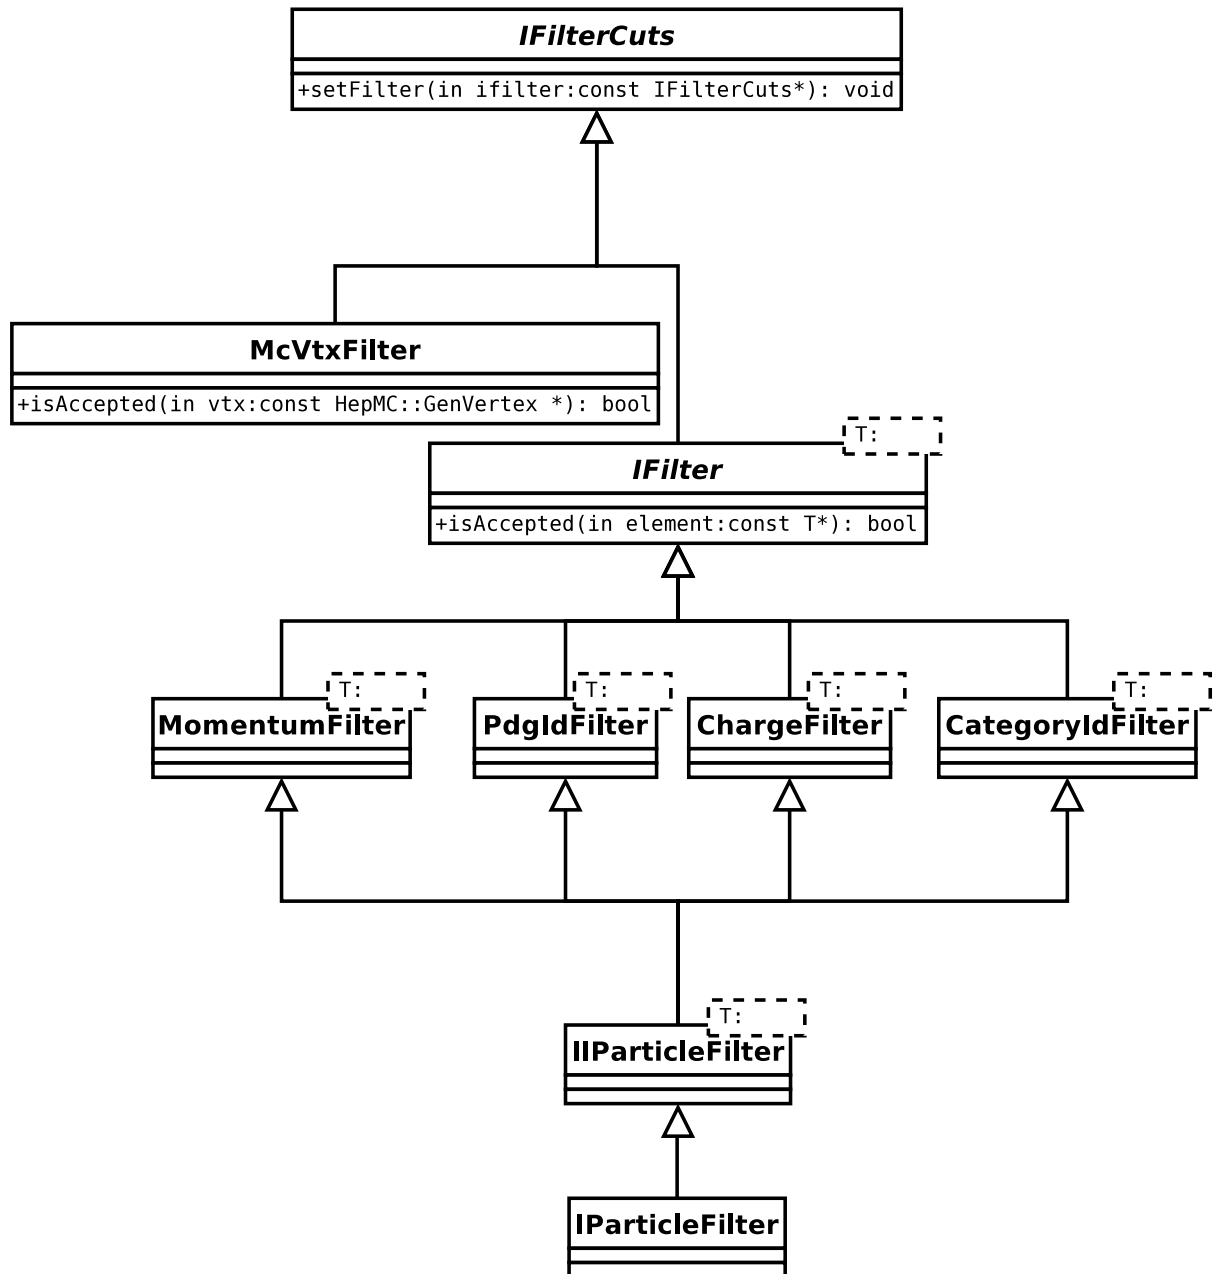 IFilterCuts
+setFilter(in ifilter:const IFilterCuts*): void
McVtxFilter
+isAccepted(in vtx:const HepMC::GenVertex *): bool
T:
IFilter
+isAccepted(in element:const T*): bool
T:
T:
T:
T:
MomentumFilter
PdgIdFilter
ChargeFilter
CategoryIdFilter
T:
IIParticleFilter
IParticleFilter